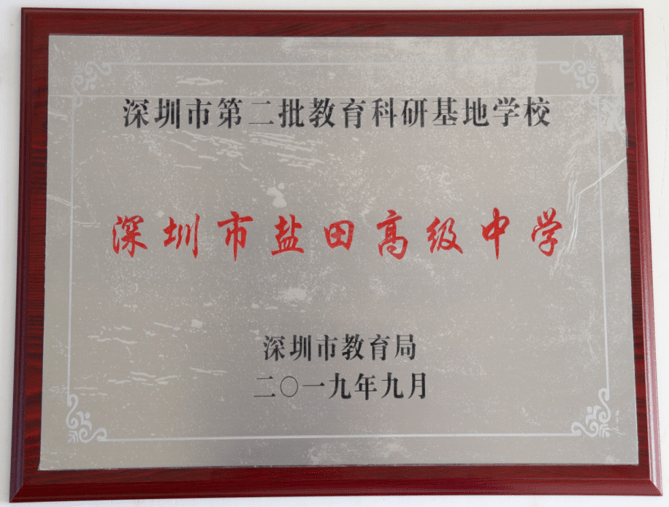 深圳市第二批教育科研基地学校
深圳市盐田高级中学
深圳市教育局
二〇一九年九月